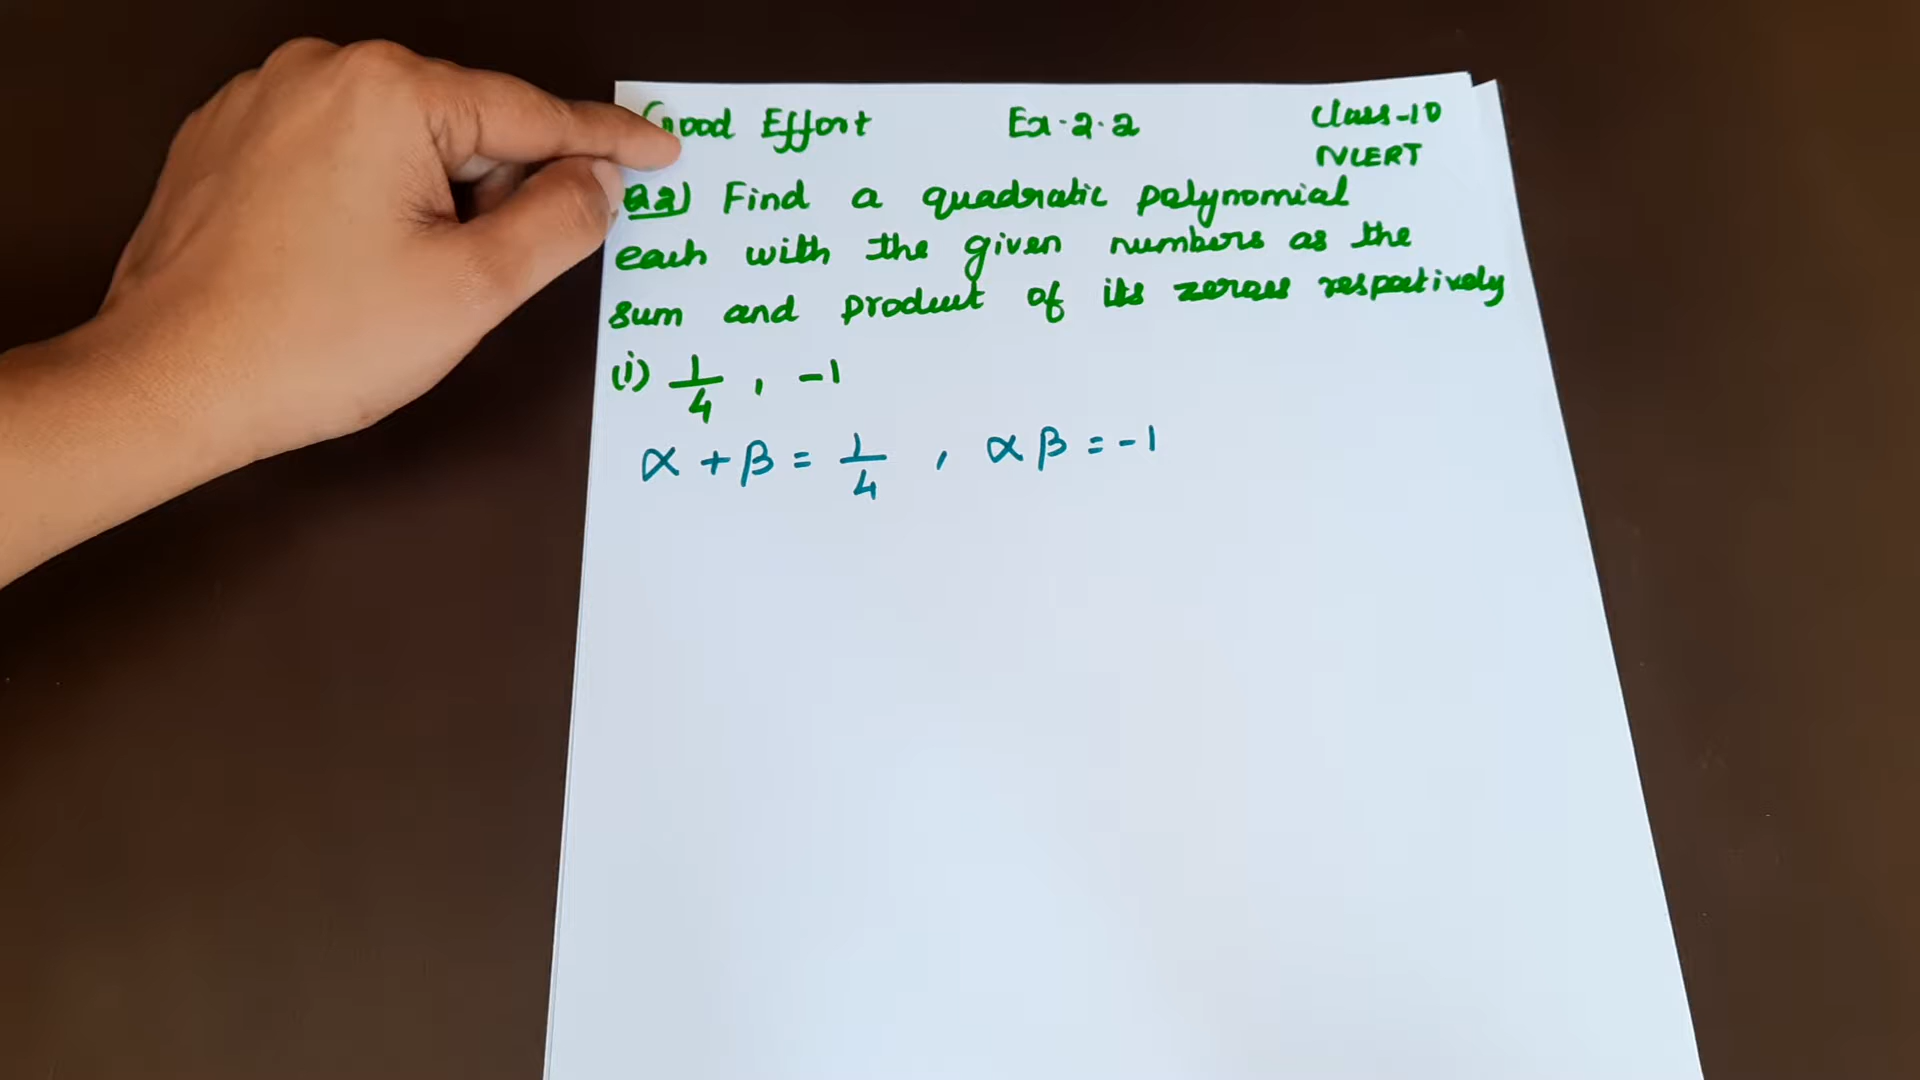 Good Effort Ex.2.2 Class-10
NCERT
Q2) Find a quadratic polynomial
each with the given numbers as the
sum and product of its zeroes respectively
(i) 1/4 , -1
α + β = 1/4 , αβ = -1